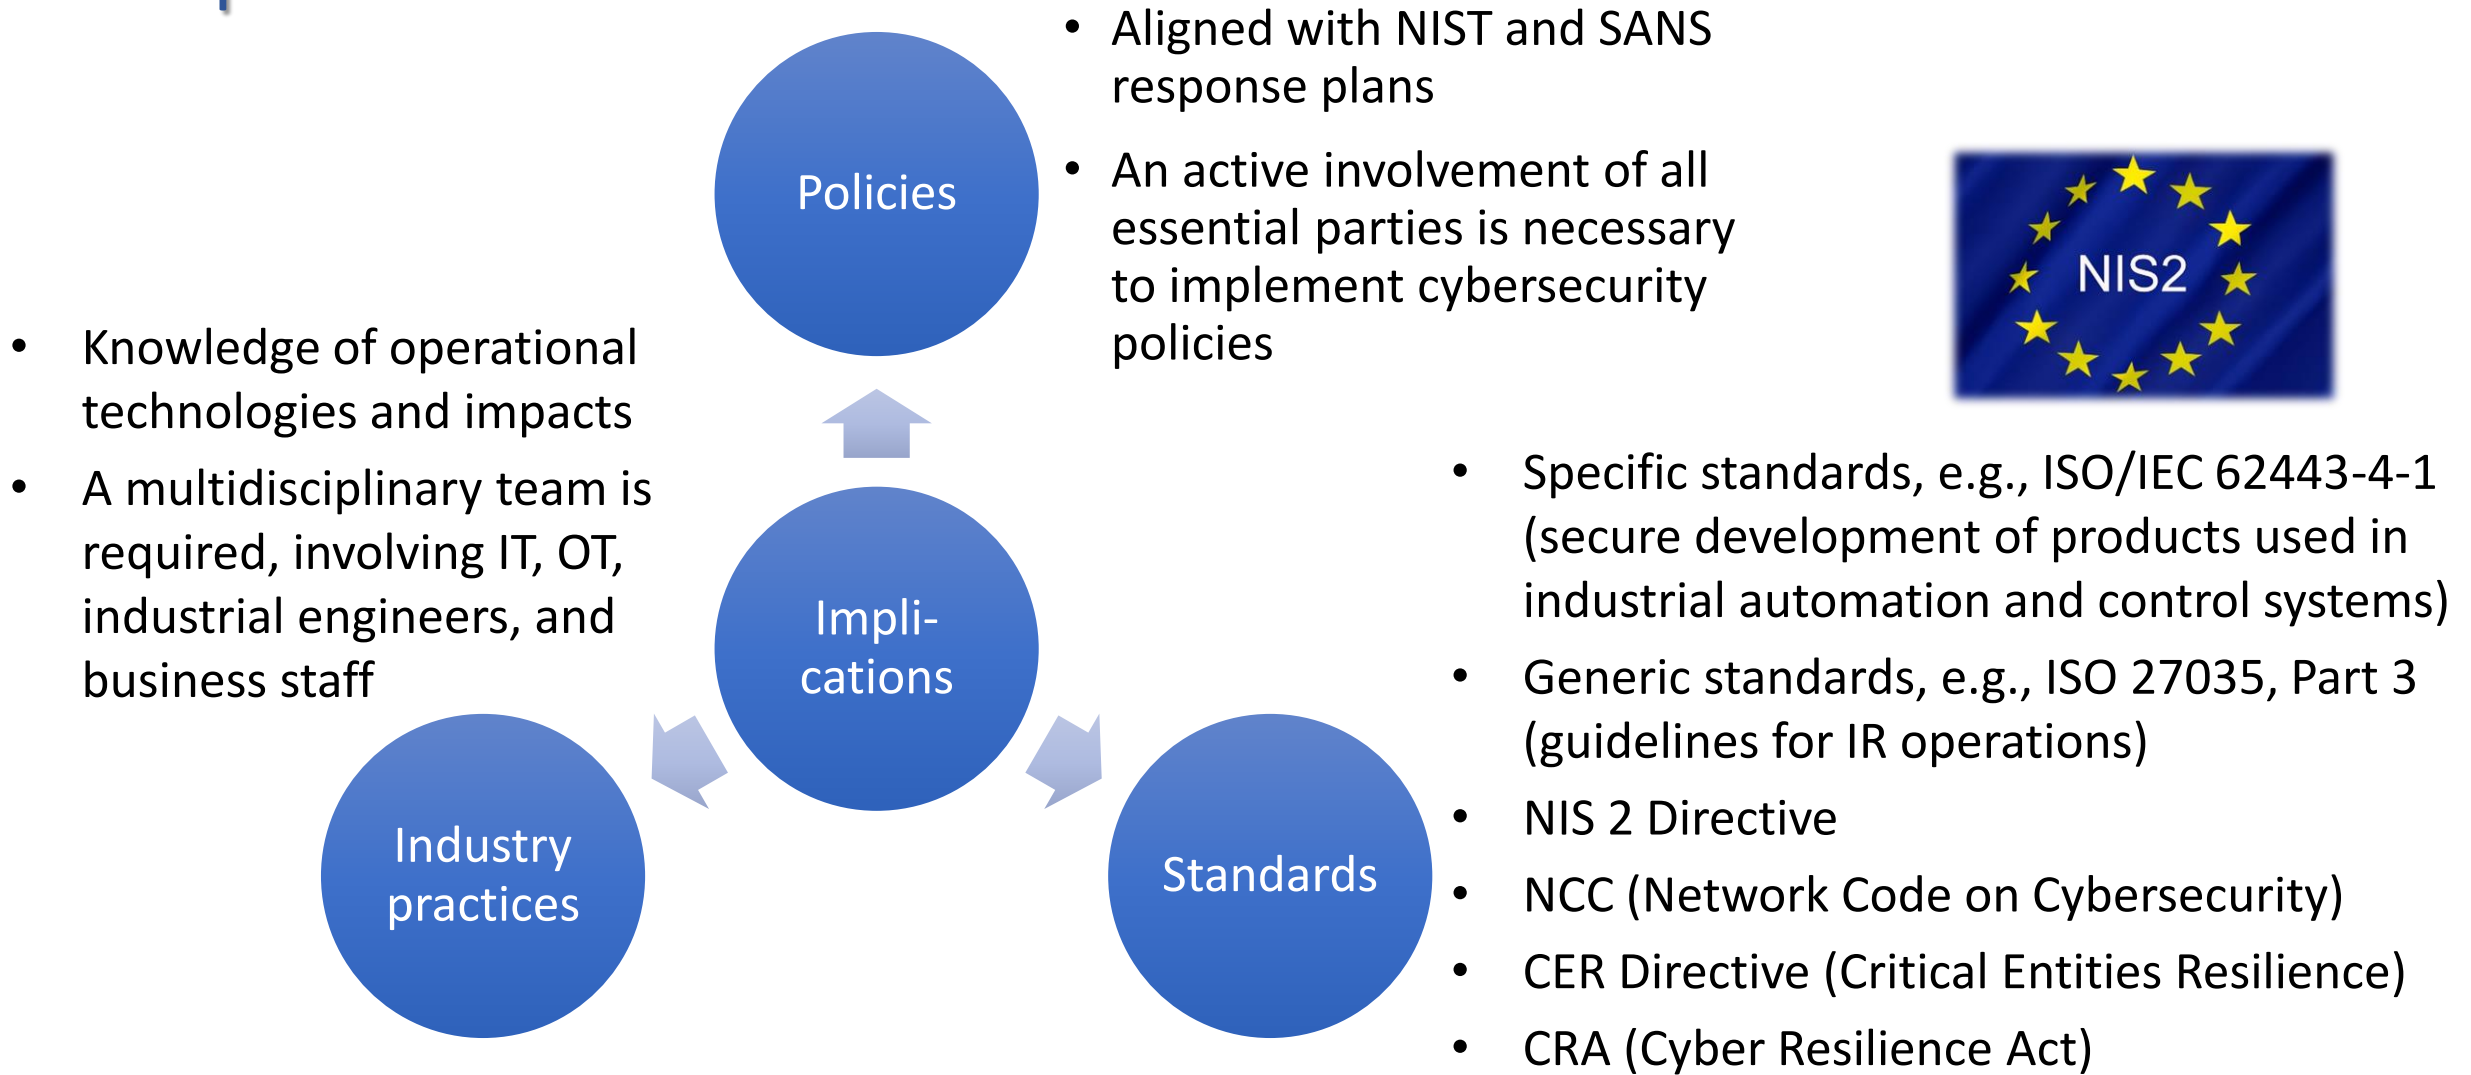 • Aligned with NIST and SANS
response plans
• An active involvement of all
essential parties is necessary
to implement cybersecurity
policies
Policies
NIS2
• Knowledge of operational
technologies and impacts
• A multidisciplinary team is
required, involving IT, OT,
industrial engineers, and
business staff
Impli-
cations
Industry
practices
Standards
• Specific standards, e.g., ISO/IEC 62443-4-1
(secure development of products used in
industrial automation and control systems)
• Generic standards, e.g., ISO 27035, Part 3
(guidelines for IR operations)
• NIS 2 Directive
• NCC (Network Code on Cybersecurity)
• CER Directive (Critical Entities Resilience)
• CRA (Cyber Resilience Act)